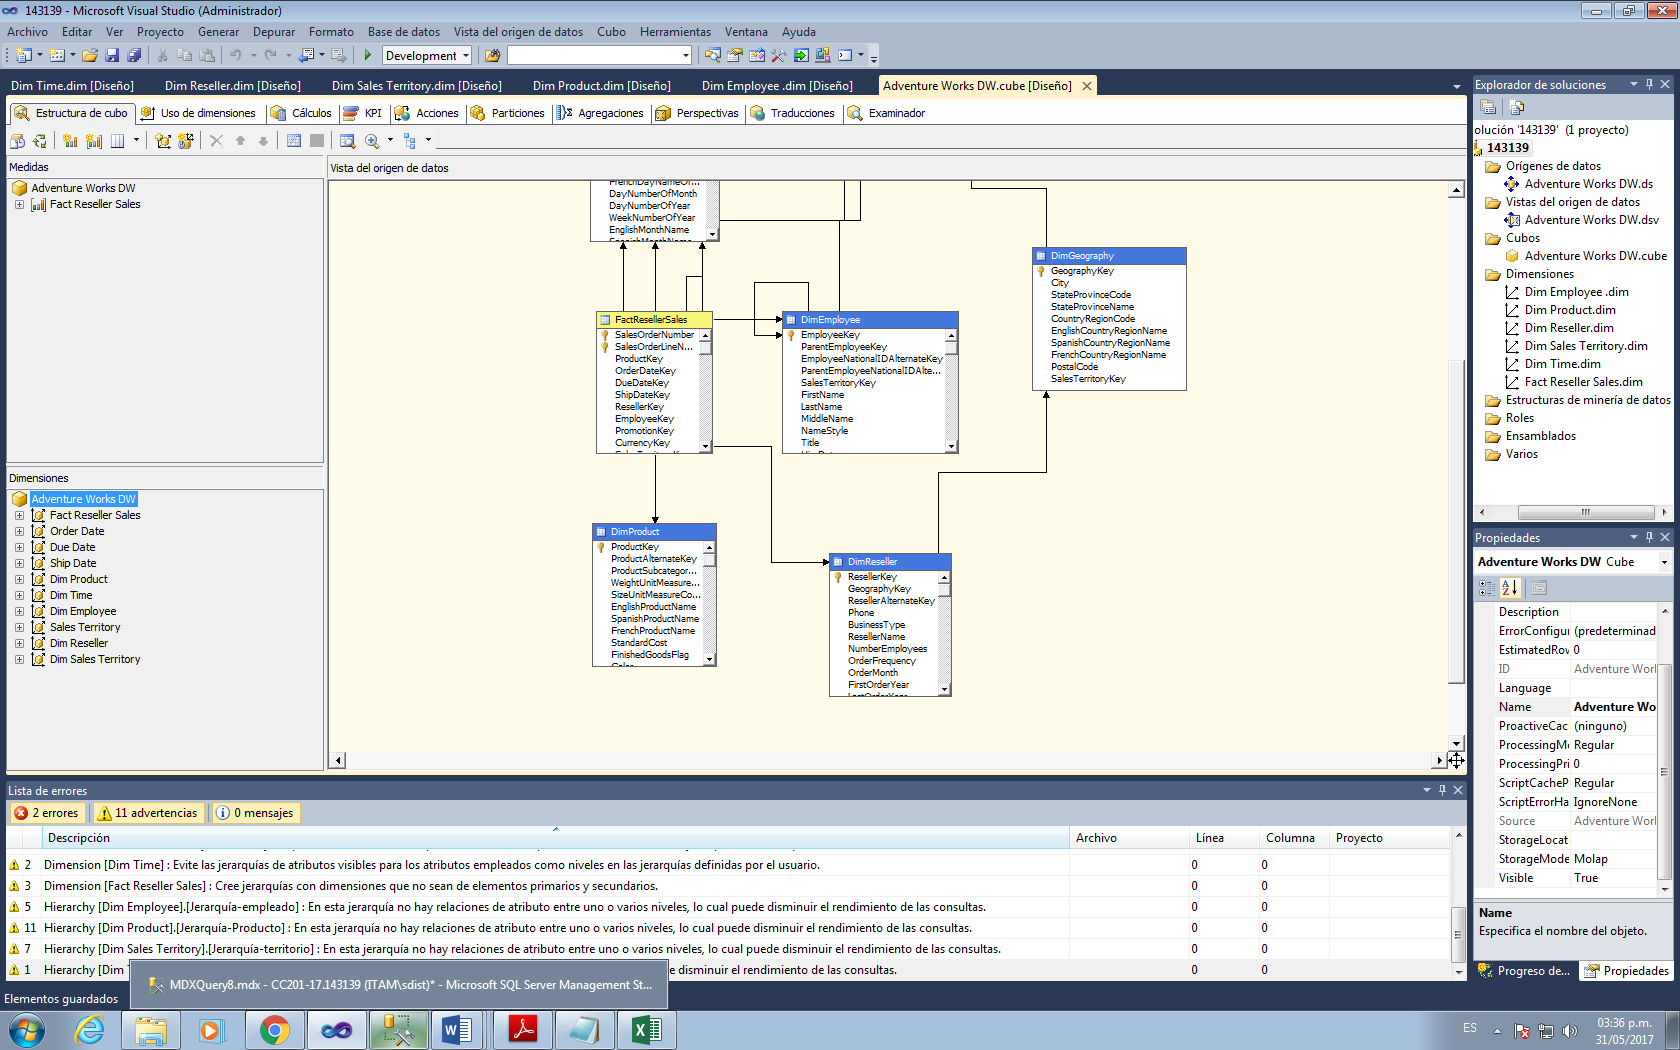 143139 - Microsoft Visual Studio (Administrador)
Archivo Editar Ver Proyecto Generar Depurar Formato Base de datos Vista del origen de datos Cubo Herramientas Ventana Ayuda
Development
Dim Time.dim [Diseño] Dim Reseller.dim [Diseño] Dim Sales Territory.dim [Diseño] Dim Product.dim [Diseño] Dim Employee .dim [Diseño] Adventure Works DW.cube [Diseño]
Estructura de cubo Uso de dimensiones Cálculos KPI Acciones Particiones Agregaciones Perspectivas Traducciones Examinador
Medidas
Adventure Works DW
Fact Reseller Sales
Dimensiones
Adventure Works DW
Fact Reseller Sales
Order Date
Due Date
Ship Date
Dim Product
Dim Time
Dim Employee
Sales Territory
Dim Reseller
Dim Sales Territory
Vista del origen de datos
DayNumberOfMonth
DayNumberOfYear
WeekNumberOfYear
EnglishMonthName
FactResellerSales
SalesOrderNumber
SalesOrderLineN...
ProductKey
OrderDateKey
DueDateKey
ShipDateKey
ResellerKey
EmployeeKey
PromotionKey
CurrencyKey
DimEmployee
EmployeeKey
ParentEmployeeKey
EmployeeNationalIDAlternateKey
ParentEmployeeNationalIDAlte...
SalesTerritoryKey
FirstName
LastName
MiddleName
NameStyle
Title
DimGeography
GeographyKey
City
StateProvinceCode
StateProvinceName
CountryRegionCode
EnglishCountryRegionName
SpanishCountryRegionName
FrenchCountryRegionName
PostalCode
SalesTerritoryKey
DimProduct
ProductKey
ProductAlternateKey
ProductSubcategor...
WeightUnitMeasure...
SizeUnitMeasureCo...
EnglishProductName
SpanishProductName
FrenchProductName
StandardCost
FinishedGoodsFlag
DimReseller
ResellerKey
GeographyKey
ResellerAlternateKey
Phone
BusinessType
ResellerName
NumberEmployees
OrderFrequency
OrderMonth
FirstOrderYear
Explorador de soluciones
olución '143139' (1 proyecto)
143139
Orígenes de datos
Adventure Works DW.ds
Vistas del origen de datos
Adventure Works DW.dsv
Cubos
Adventure Works DW.cube
Dimensiones
Dim Employee .dim
Dim Product.dim
Dim Reseller.dim
Dim Sales Territory.dim
Dim Time.dim
Fact Reseller Sales.dim
Estructuras de minería de datos
Roles
Ensamblados
Varios
Propiedades
Adventure Works DW Cube
Description
ErrorConfigur (predeterminad
EstimatedRov 0
ID Adventure Worl
Language
Name Adventure Wo
ProactiveCac (ninguno)
ProcessingMo Regular
ProcessingPri 0
ScriptCacheP Regular
ScriptErrorHa IgnoreNone
Source Adventure Worl
StorageLocat
StorageMode Molap
Visible True
Name
Especifica el nombre del objeto.
Progreso de... Propiedades
Lista de errores
2 errores 11 advertencias 0 mensajes
Descripción Archivo Línea Columna Proyecto
2 Dimension [Dim Time] : Evite las jerarquías de atributos visibles para los atributos empleados como niveles en las jerarquías definidas por el usuario. 0 0
3 Dimension [Fact Reseller Sales] : Cree jerarquías con dimensiones que no sean de elementos primarios y secundarios. 0 0
5 Hierarchy [Dim Employee].[Jerarquía-empleado] : En esta jerarquía no hay relaciones de atributo entre uno o varios niveles, lo cual puede disminuir el rendimiento de las consultas. 0 0
11 Hierarchy [Dim Product].[Jerarquía-Producto] : En esta jerarquía no hay relaciones de atributo entre uno o varios niveles, lo cual puede disminuir el rendimiento de las consultas. 0 0
7 Hierarchy [Dim Sales Territory].[Jerarquía-territorio] : En esta jerarquía no hay relaciones de atributo entre uno o varios niveles, lo cual puede disminuir el rendimiento de las consultas. 0 0
1 Hierarchy [Dim e disminuir el rendimiento de las consultas. 0 0
MDXQuery8.mdx - CC201-17.143139 (ITAM\sdist)* - Microsoft SQL Server Management St...
Elementos guardados
ES
03:36 p.m.
31/05/2017